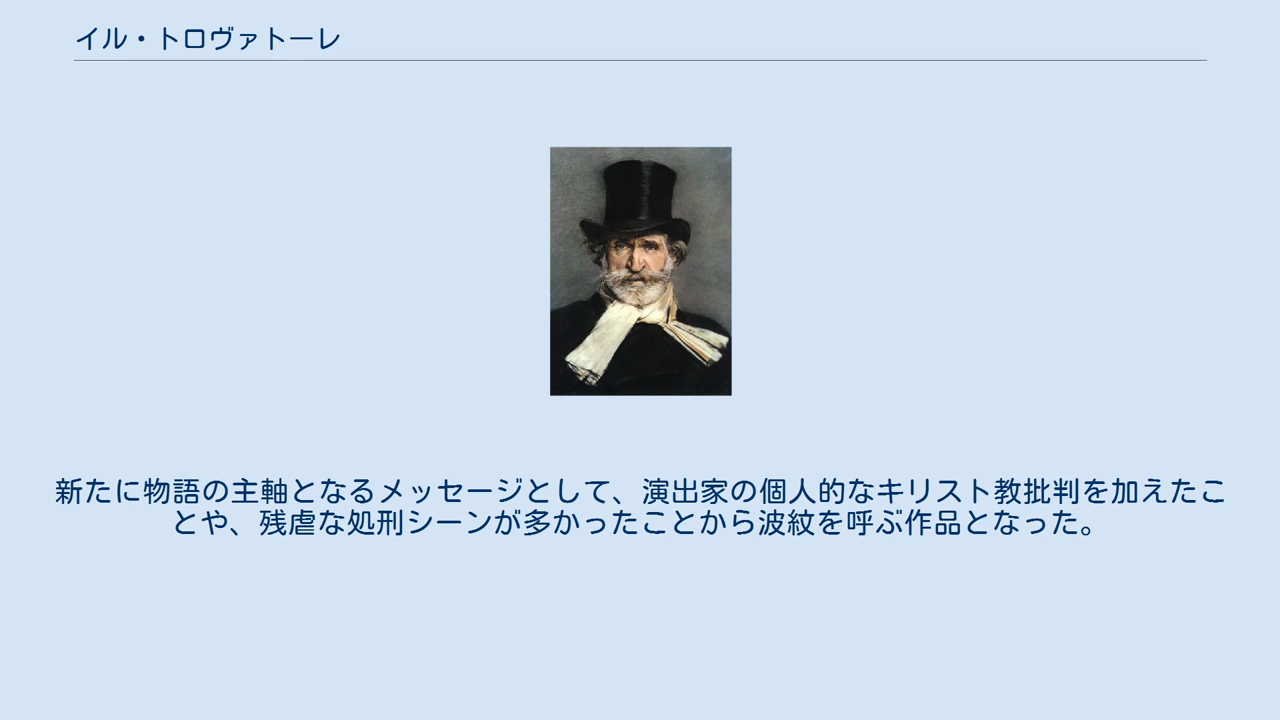 イル・トロヴァトーレ
新たに物語の主軸となるメッセージとして、演出家の個人的なキリスト教批判を加えたこ
とや、残虐な処刑シーンが多かったことから波紋を呼ぶ作品となった。